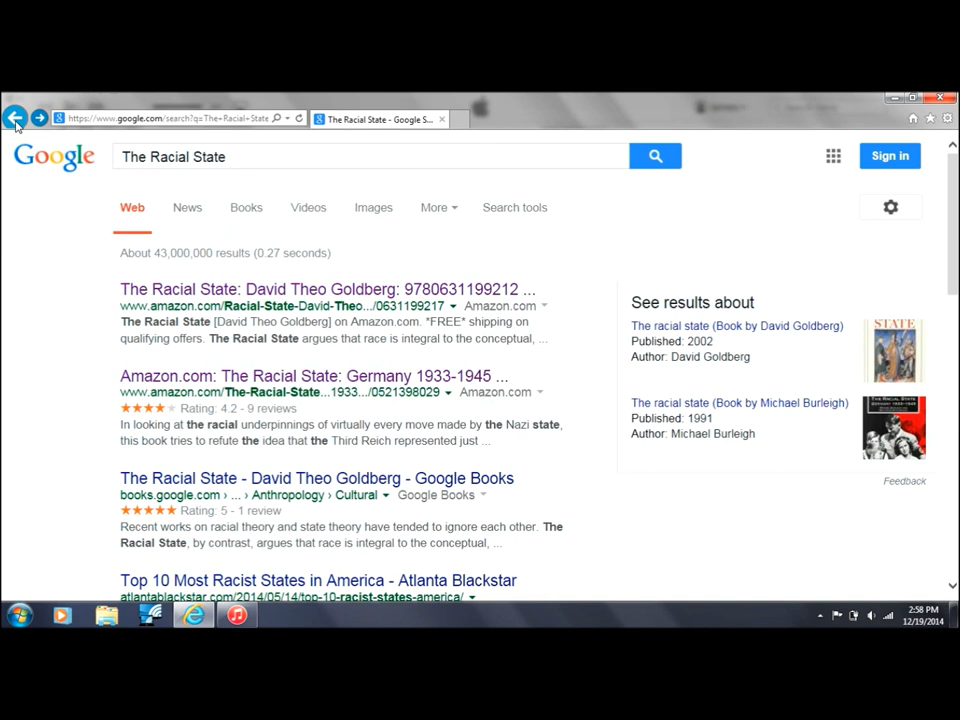 https://www.google.com/search?q=The+Racial+State
The Racial State - Google S...
Google
The Racial State
Sign in
Web News Books Videos Images More Search tools
About 43,000,000 results (0.27 seconds)
The Racial State: David Theo Goldberg: 9780631199212 ...
www.amazon.com/Racial-State-David-Theo.../0631199217 Amazon.com
The Racial State [David Theo Goldberg] on Amazon.com. *FREE* shipping on
qualifying offers. The Racial State argues that race is integral to the conceptual, ...
Amazon.com: The Racial State: Germany 1933-1945 ...
www.amazon.com/The-Racial-State...1933.../0521398029 Amazon.com
Rating: 4.2 - 9 reviews
In looking at the racial underpinnings of virtually every move made by the Nazi state,
this book tries to refute the idea that the Third Reich represented just ...
The Racial State - David Theo Goldberg - Google Books
books.google.com › ... › Anthropology › Cultural Google Books
Rating: 5 - 1 review
Recent works on racial theory and state theory have tended to ignore each other. The
Racial State, by contrast, argues that race is integral to the conceptual, ...
Top 10 Most Racist States in America - Atlanta Blackstar
atlantablackstar.com/2014/05/14/top-10-racist-states-america/
See results about
The racial state (Book by David Goldberg)
Published: 2002
Author: David Goldberg
STATE
The racial state (Book by Michael Burleigh)
Published: 1991
Author: Michael Burleigh
THE RACIAL STATE
Feedback
2:58 PM
12/19/2014